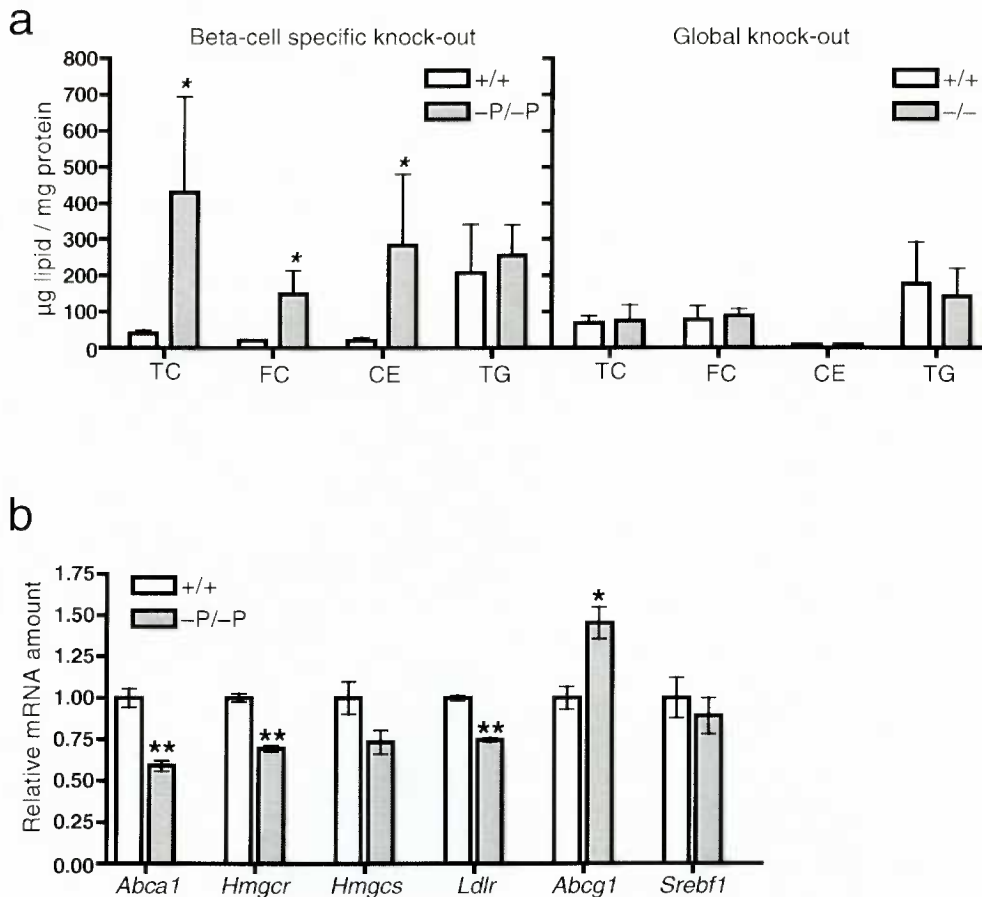 a
Beta-cell specific knock-out
Global knock-out
µg lipid / mg protein
800
700
600
500
400
300
200
100
0
+/+
–P/–P
+/+
–/–
*
*
*
TC
FC
CE
TG
TC
FC
CE
TG
b
Relative mRNA amount
1.75
1.50
1.25
1.00
0.75
0.50
0.25
0.00
+/+
–P/–P
**
**
**
*
Abca1
Hmgcr
Hmgcs
Ldlr
Abcg1
Srebf1